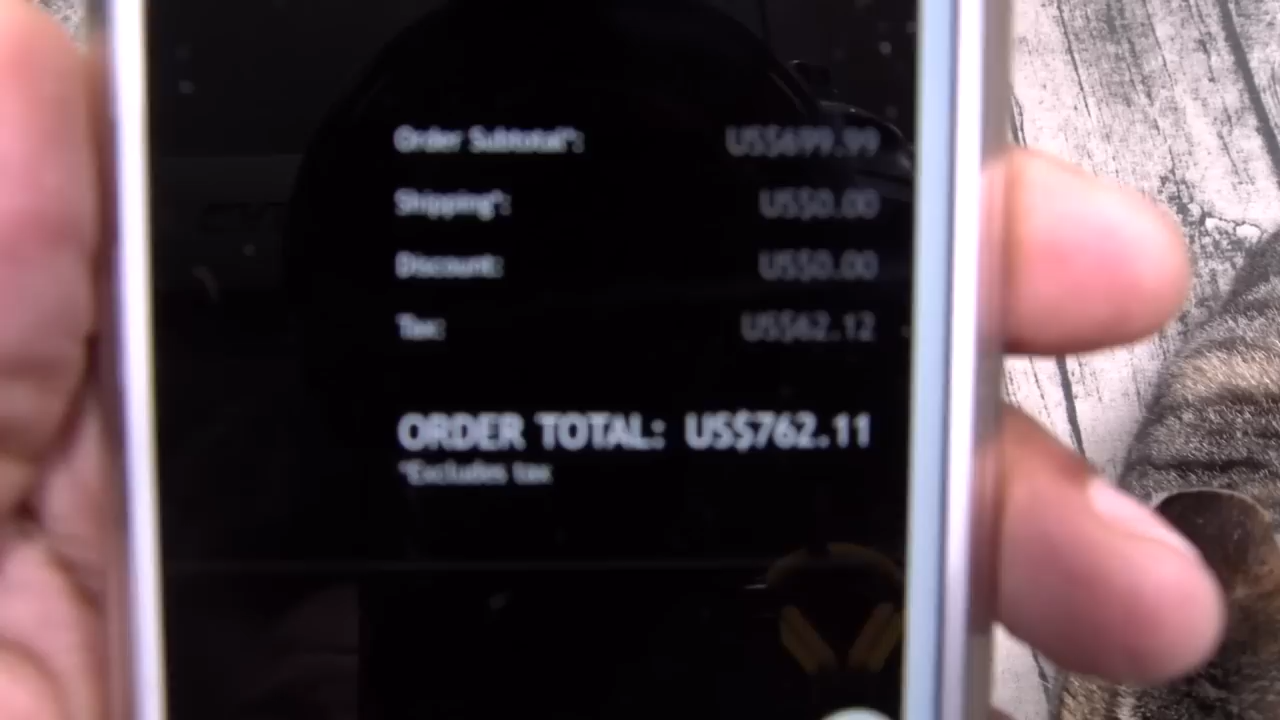 Order Subtotal*: US$699.99
Shipping*: US$0.00
Discount: US$0.00
Tax: US$62.12
ORDER TOTAL: US$762.11
*Excludes tax